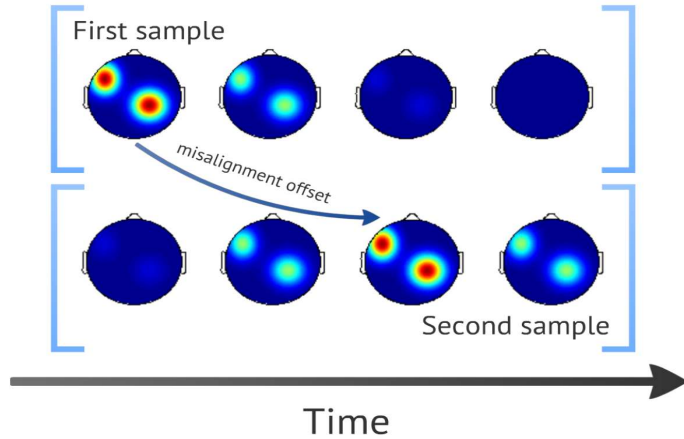 First sample
misalignment offset
Second sample
Time